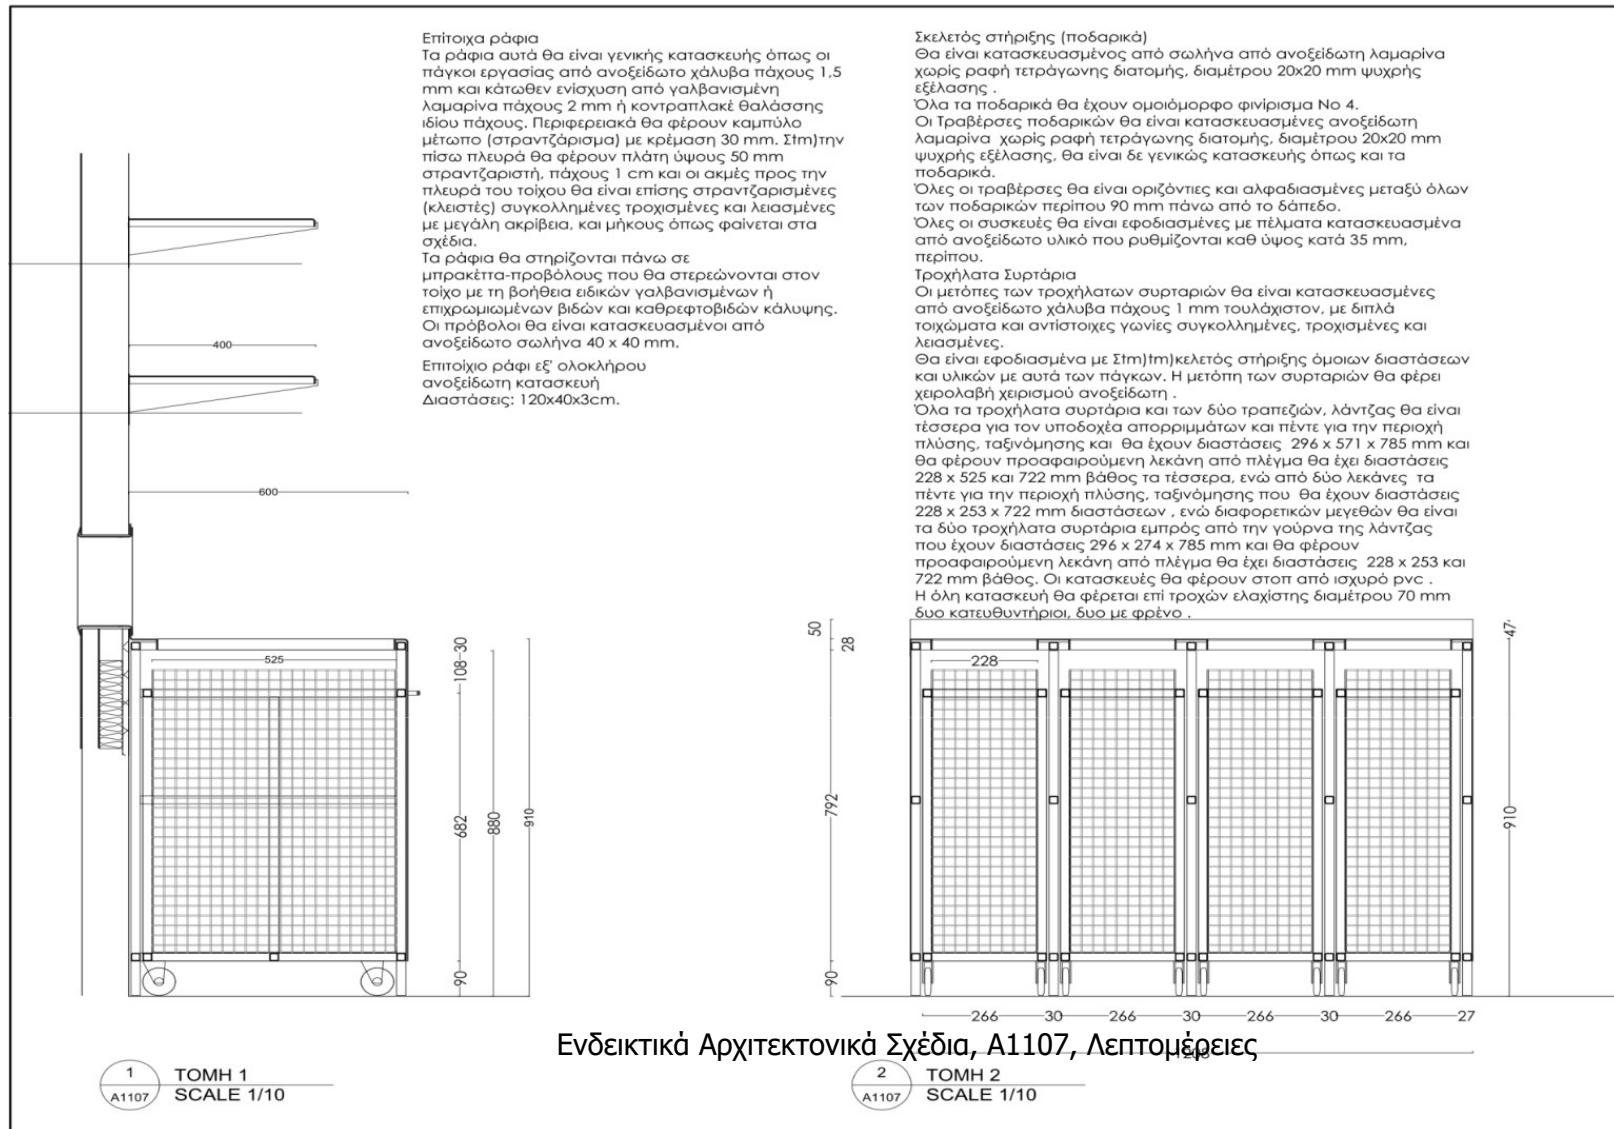 Επίτοιχα ράφια
Τα ράφια αυτά θα είναι γενικής κατασκευής όπως οι
πάγκοι εργασίας από ανοξείδωτο χάλυβα πάχους 1,5
mm και κάτωθεν ενίσχυση από γαλβανισμένη
λαμαρίνα πάχους 2 mm ή κοντραπλακέ θαλάσσης
ιδίου πάχους. Περιφερειακά θα φέρουν καμπύλο
μέτωπο (στραντζάρισμα) με κρέμαση 30 mm. Σtm)την
πίσω πλευρά θα φέρουν πλάτη ύψους 50 mm
στραντζαριστή, πάχους 1 cm και οι ακμές προς την
πλευρά του τοίχου θα είναι επίσης στραντζαρισμένες
(κλειστές) συγκολλημένες τροχισμένες και λειασμένες
με μεγάλη ακρίβεια, και μήκους όπως φαίνεται στα
σχέδια.
Τα ράφια θα στηρίζονται πάνω σε
μπρακέττα-προβόλους που θα στερεώνονται στον
τοίχο με τη βοήθεια ειδικών γαλβανισμένων ή
επιχρωμιωμένων βιδών και καθρεφτοβιδών κάλυψης.
Οι πρόβολοι θα είναι κατασκευασμένοι από
ανοξείδωτο σωλήνα 40 x 40 mm.
Επιτοίχιο ράφι εξ' ολοκλήρου
ανοξείδωτη κατασκευή
Διαστάσεις: 120x40x3cm.
Σκελετός στήριξης (ποδαρικά)
Θα είναι κατασκευασμένος από σωλήνα από ανοξείδωτη λαμαρίνα
χωρίς ραφή τετράγωνης διατομής, διαμέτρου 20x20 mm ψυχρής
εξέλασης .
Όλα τα ποδαρικά θα έχουν ομοιόμορφο φινίρισμα Νο 4.
Οι Τραβέρσες ποδαρικών θα είναι κατασκευασμένες ανοξείδωτη
λαμαρίνα  χωρίς ραφή τετράγωνης διατομής, διαμέτρου 20x20 mm
ψυχρής εξέλασης, θα είναι δε γενικώς κατασκευής όπως και τα
ποδαρικά.
Όλες οι τραβέρσες θα είναι οριζόντιες και αλφαδιασμένες μεταξύ όλων
των ποδαρικών περίπου 90 mm πάνω από το δάπεδο.
Όλες οι συσκευές θα είναι εφοδιασμένες με πέλματα κατασκευασμένα
από ανοξείδωτο υλικό που ρυθμίζονται καθ ύψος κατά 35 mm,
περίπου.
Τροχήλατα Συρτάρια
Οι μετόπες των τροχήλατων συρταριών θα είναι κατασκευασμένες
από ανοξείδωτο χάλυβα πάχους 1 mm τουλάχιστον, με διπλά
τοιχώματα και αντίστοιχες γωνίες συγκολλημένες, τροχισμένες και
λειασμένες.
Θα είναι εφοδιασμένα με Σtm)tm)κελετός στήριξης όμοιων διαστάσεων
και υλικών με αυτά των πάγκων. Η μετόπη των συρταριών θα φέρει
χειρολαβή χειρισμού ανοξείδωτη .
Όλα τα τροχήλατα συρτάρια και των δύο τραπεζιών, λάντζας θα είναι
τέσσερα για τον υποδοχέα απορριμμάτων και πέντε για την περιοχή
πλύσης, ταξινόμησης και  θα έχουν διαστάσεις  296 x 571 x 785 mm και
θα φέρουν προαφαιρούμενη λεκάνη από πλέγμα θα έχει διαστάσεις
228 x 525 και 722 mm βάθος τα τέσσερα, ενώ από δύο λεκάνες  τα
πέντε για την περιοχή πλύσης, ταξινόμησης που  θα έχουν διαστάσεις
228 x 253 x 722 mm διαστάσεων , ενώ διαφορετικών μεγεθών θα είναι
τα δύο τροχήλατα συρτάρια εμπρός από την γούρνα της λάντζας
που έχουν διαστάσεις 296 x 274 x 785 mm και θα φέρουν
προαφαιρούμενη λεκάνη από πλέγμα θα έχει διαστάσεις  228 x 253 και
722 mm βάθος. Οι κατασκευές θα φέρουν στοπ από ισχυρό pvc .
Η όλη κατασκευή θα φέρεται επί τροχών ελαχίστης διαμέτρου 70 mm
δυο κατευθυντήριοι, δυο με φρένο .
400
600
525
108 30
682
90
880
910
50
28
792
90
228
47
910
266 30 266 30 266 30 266 27
1208
Ενδεικτικά Αρχιτεκτονικά Σχέδια, Α1107, Λεπτομέρειες
1
A1107
ΤΟΜΗ 1
SCALE 1/10
2
A1107
ΤΟΜΗ 2
SCALE 1/10